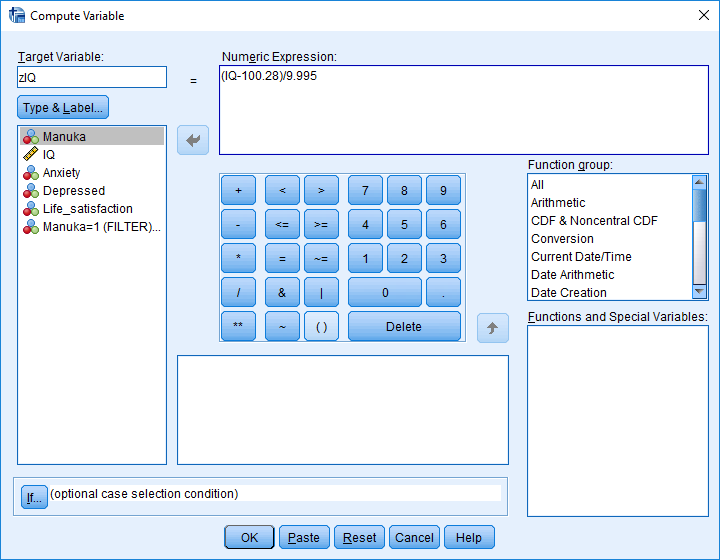 Compute Variable
Target Variable:
zIQ
=
Numeric Expression:
(IQ-100.28)/9.995
Type & Label...
Manuka
IQ
Anxiety
Depressed
Life_satisfaction
Manuka=1 (FILTER)...
+ < > 7 8 9
- <= >= 4 5 6
* = ~= 1 2 3
/ & | 0 .
** ~ ( ) Delete
Function group:
All
Arithmetic
CDF & Noncentral CDF
Conversion
Current Date/Time
Date Arithmetic
Date Creation
Functions and Special Variables:
If... (optional case selection condition)
OK Paste Reset Cancel Help